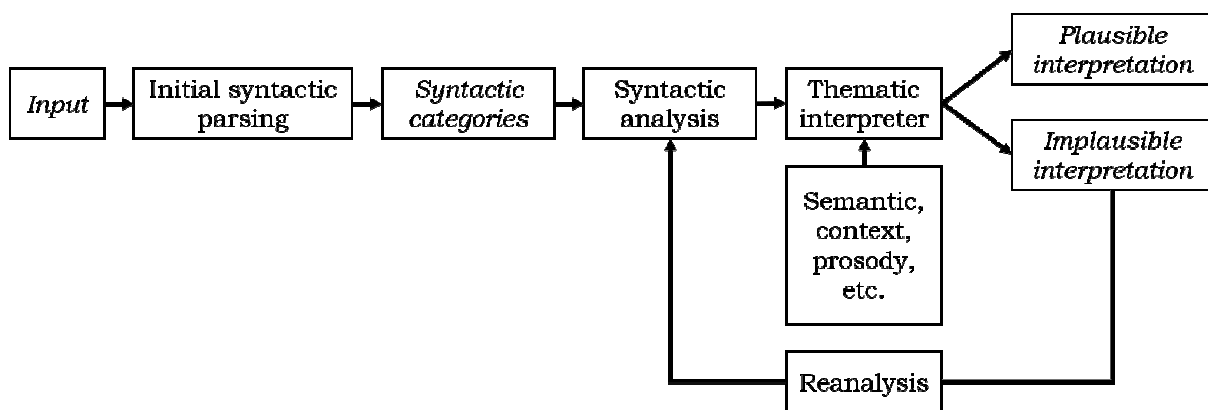 Input
Initial syntactic
parsing
Syntactic
categories
Syntactic
analysis
Thematic
interpreter
Plausible
interpretation
Implausible
interpretation
Semantic,
context,
prosody,
etc.
Reanalysis